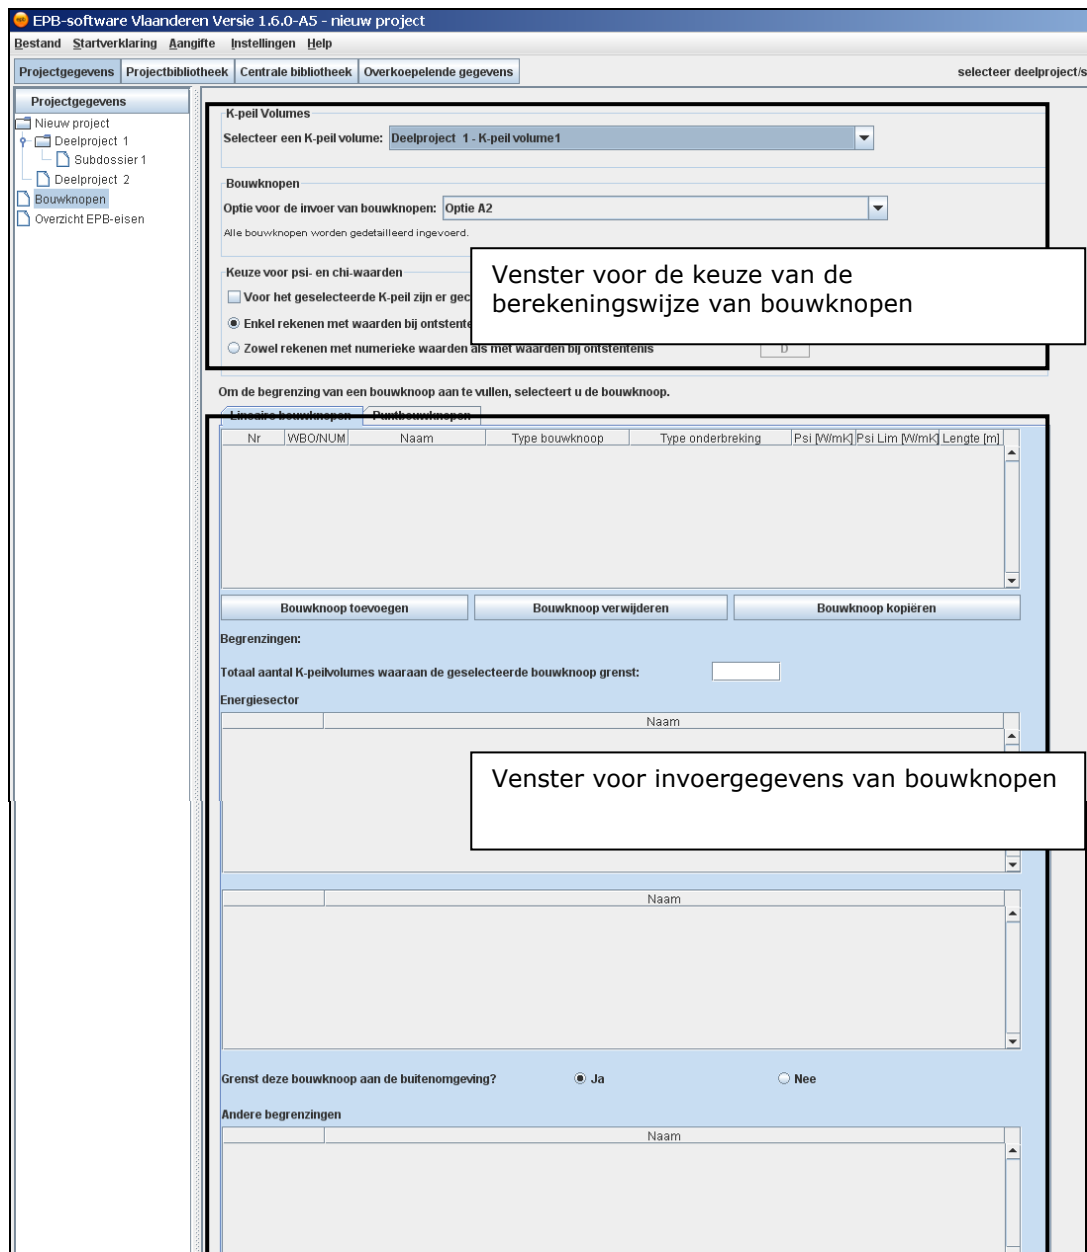 EPB-software Vlaanderen Versie 1.6.0-A5 - nieuw project
Bestand Startverklaring Aangifte Instellingen Help
Projectgegevens Projectbibliotheek Centrale bibliotheek Overkoepelende gegevens selecteer deelproject/s
Projectgegevens
Nieuw project
Deelproject 1
Subdossier 1
Deelproject 2
Bouwknopen
Overzicht EPB-eisen
K-peil Volumes
Selecteer een K-peil volume: Deelproject 1 - K-peil volume1
Bouwknopen
Optie voor de invoer van bouwknopen: Optie A2
Alle bouwknopen worden gedetailleerd ingevoerd.
Venster voor de keuze van de
berekeningswijze van bouwknopen
Keuze voor psi- en chi-waarden
Voor het geselecteerde K-peil zijn er gec
Enkel rekenen met waarden bij ontstente
Zowel rekenen met numerieke waarden als met waarden bij ontstentenis D
Om de begrenzing van een bouwknoop aan te vullen, selecteert u de bouwknoop.
Lineaire bouwknopen Puntbouwknopen
Nr WBO/NUM Naam Type bouwknoop Type onderbreking Psi [W/mK] Psi Lim [W/mK] Lengte [m]
Bouwknoop toevoegen Bouwknoop verwijderen Bouwknoop kopiëren
Begrenzingen:
Totaal aantal K-peilvolumes waaraan de geselecteerde bouwknoop grenst:
Energiesector
Naam
Venster voor invoergegevens van bouwknopen
Naam
Grenst deze bouwknoop aan de buitenomgeving? Ja Nee
Andere begrenzingen
Naam